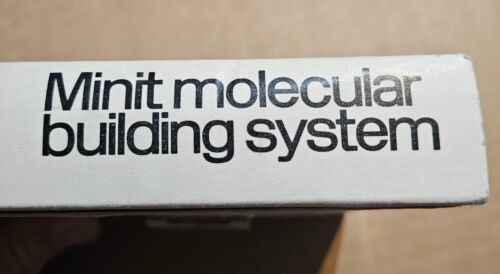 Minit molecular
building system